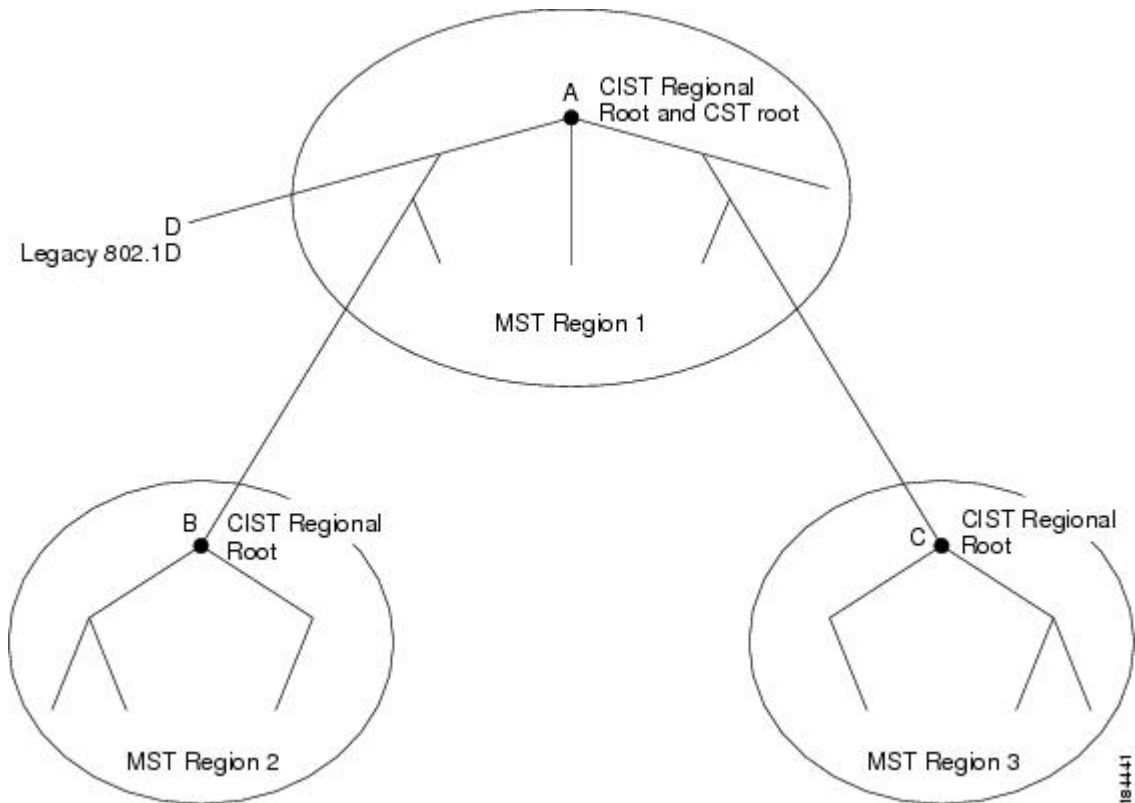 A
CIST Regional
Root and CST root
D
Legacy 802.1D
MST Region 1
B
CIST Regional
Root
C
CIST Regional
Root
MST Region 2
MST Region 3
184441